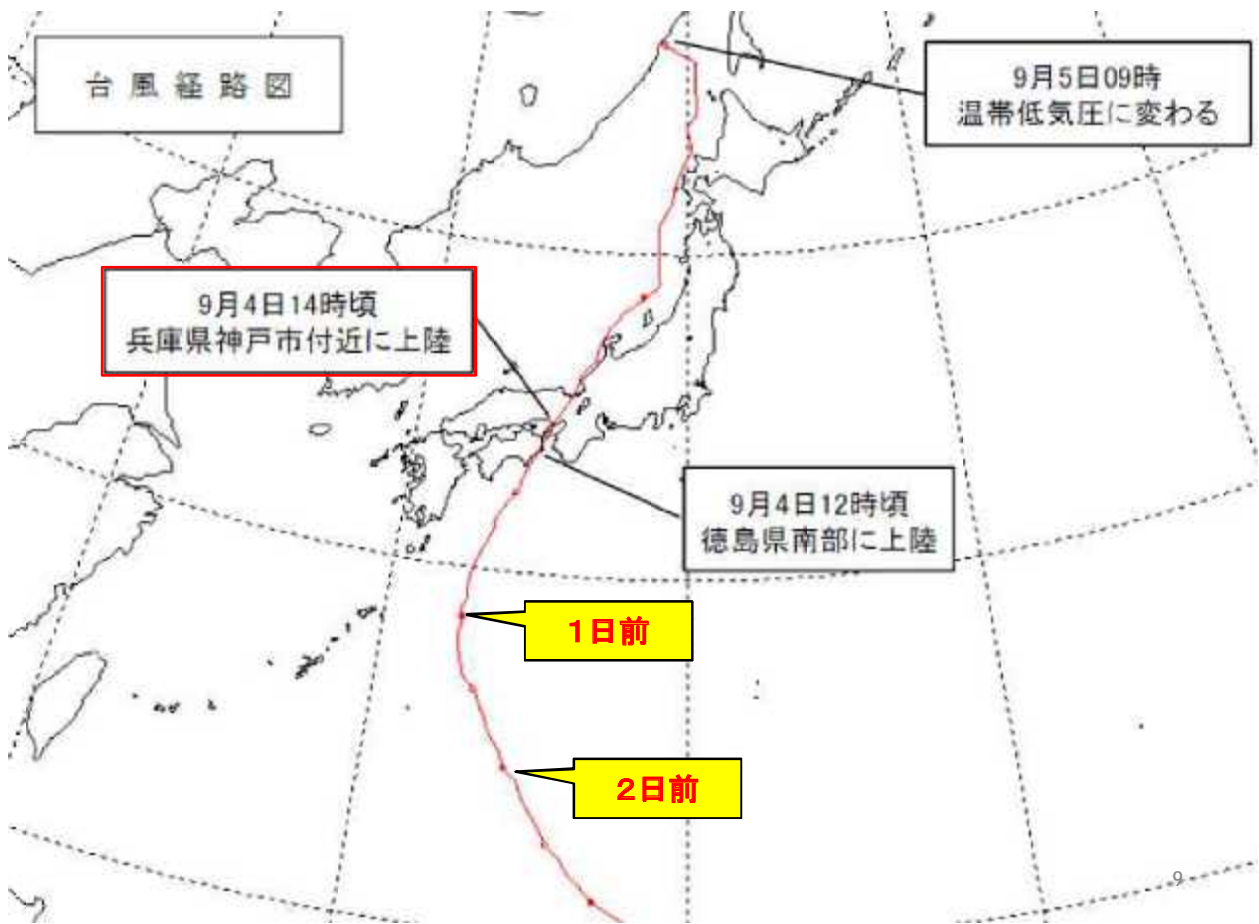 台風経路図
9月5日09時
温帯低気圧に変わる
9月4日14時頃
兵庫県神戸市付近に上陸
9月4日12時頃
徳島県南部に上陸
1日前
2日前
9